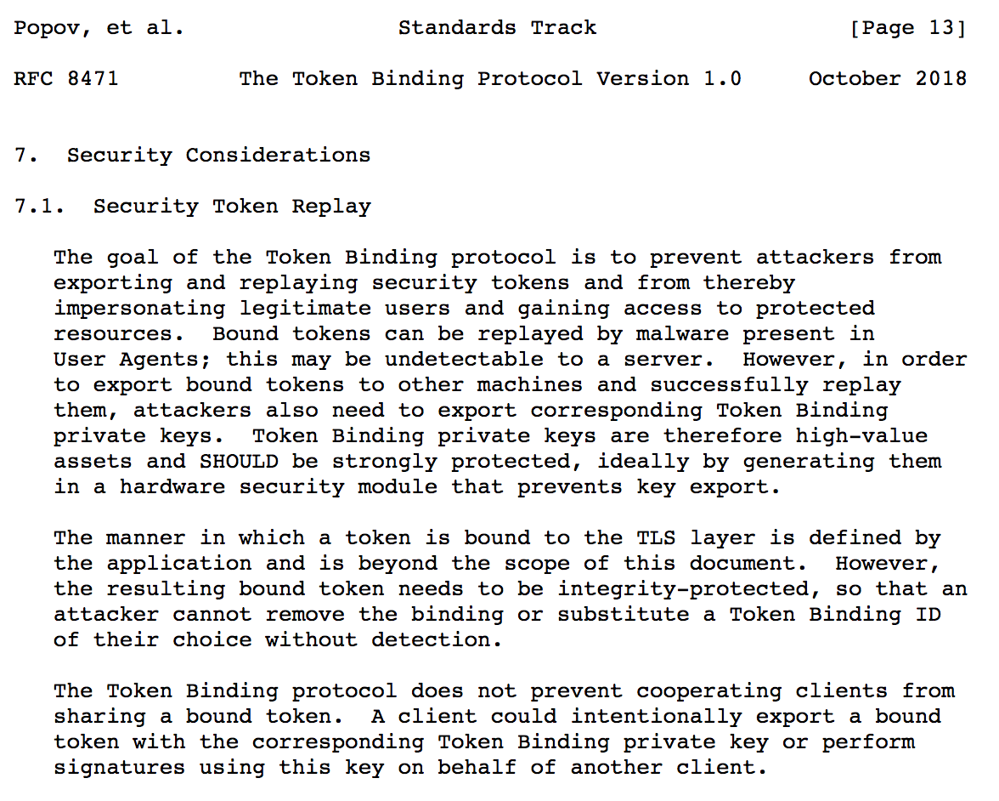 Popov, et al.                Standards Track                   [Page 13]
RFC 8471         The Token Binding Protocol Version 1.0     October 2018
7.  Security Considerations
7.1.  Security Token Replay
The goal of the Token Binding protocol is to prevent attackers from
exporting and replaying security tokens and from thereby
impersonating legitimate users and gaining access to protected
resources.  Bound tokens can be replayed by malware present in
User Agents; this may be undetectable to a server.  However, in order
to export bound tokens to other machines and successfully replay
them, attackers also need to export corresponding Token Binding
private keys.  Token Binding private keys are therefore high-value
assets and SHOULD be strongly protected, ideally by generating them
in a hardware security module that prevents key export.
The manner in which a token is bound to the TLS layer is defined by
the application and is beyond the scope of this document.  However,
the resulting bound token needs to be integrity-protected, so that an
attacker cannot remove the binding or substitute a Token Binding ID
of their choice without detection.
The Token Binding protocol does not prevent cooperating clients from
sharing a bound token.  A client could intentionally export a bound
token with the corresponding Token Binding private key or perform
signatures using this key on behalf of another client.